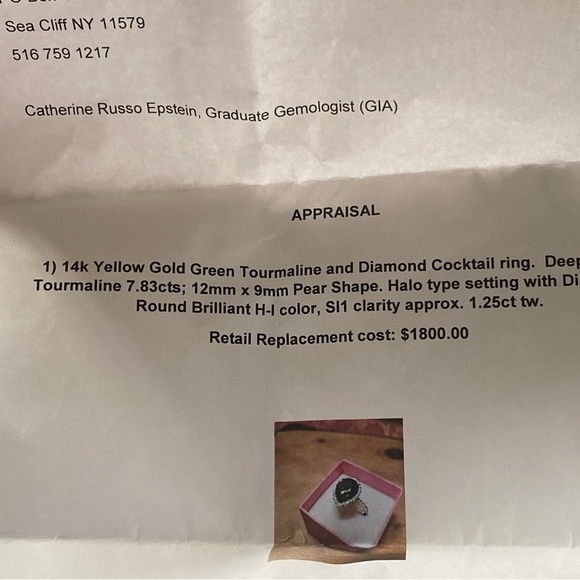 Sea Cliff NY 11579
516 759 1217
Catherine Russo Epstein, Graduate Gemologist (GIA)
APPRAISAL
1) 14k Yellow Gold Green Tourmaline and Diamond Cocktail ring. Deep
Tourmaline 7.83cts; 12mm x 9mm Pear Shape. Halo type setting with Di
Round Brilliant H-I color, SI1 clarity approx. 1.25ct tw.
Retail Replacement cost: $1800.00